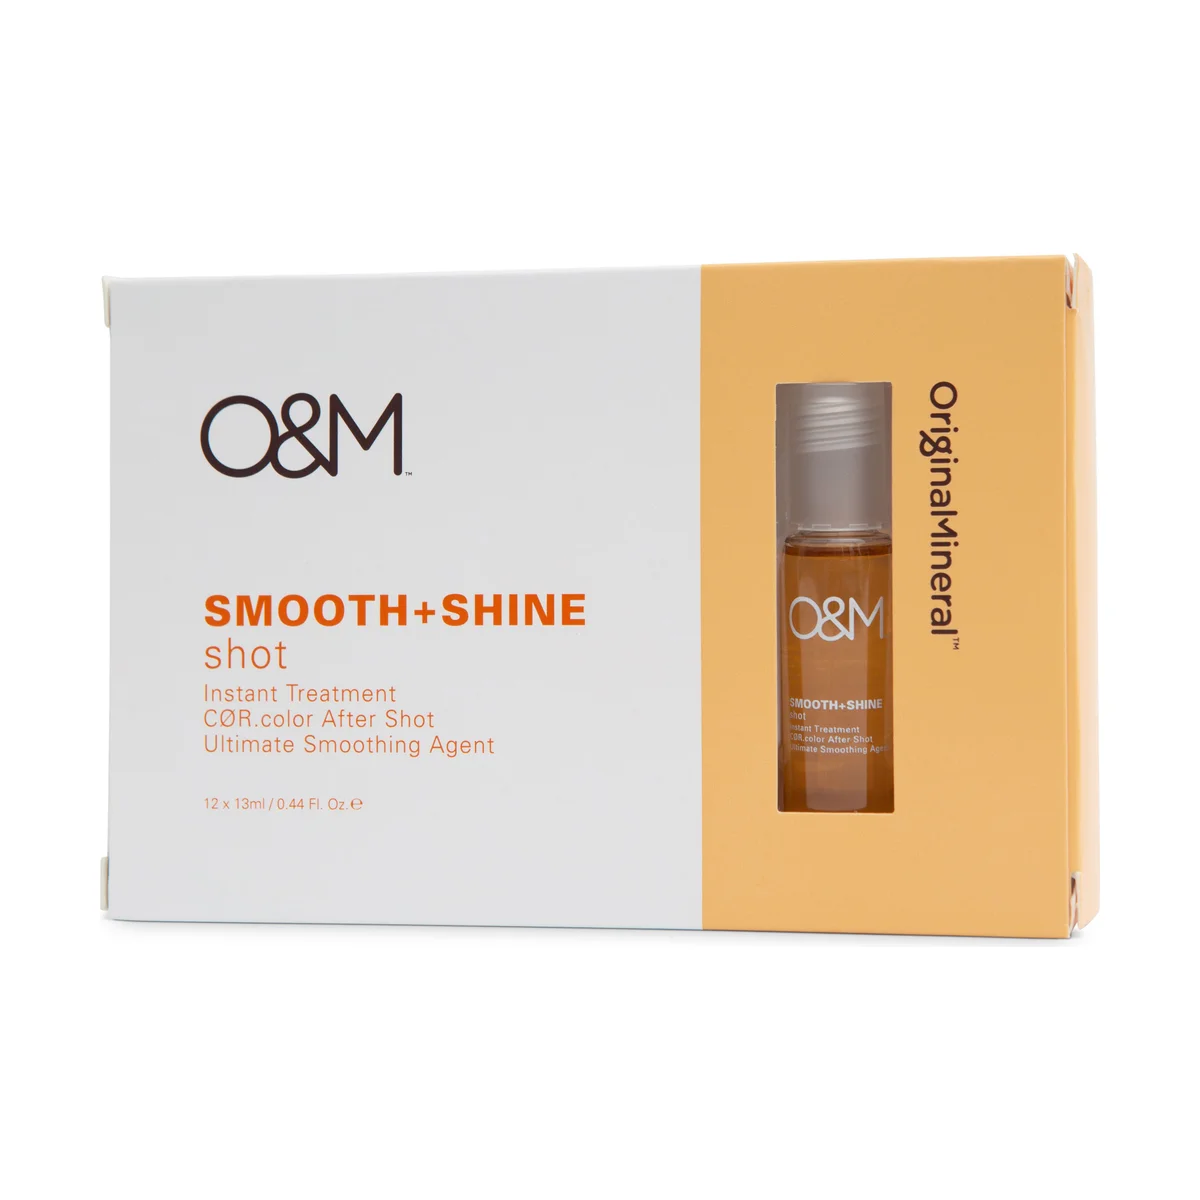 O&M™
SMOOTH+SHINE
shot
Instant Treatment
CØR.color After Shot
Ultimate Smoothing Agent
12 x 13ml / 0.44 Fl. Oz.℮
O&M
SMOOTH+SHINE
shot
Instant Treatment
CØR.color After Shot
Ultimate Smoothing Agent
OriginalMineral™